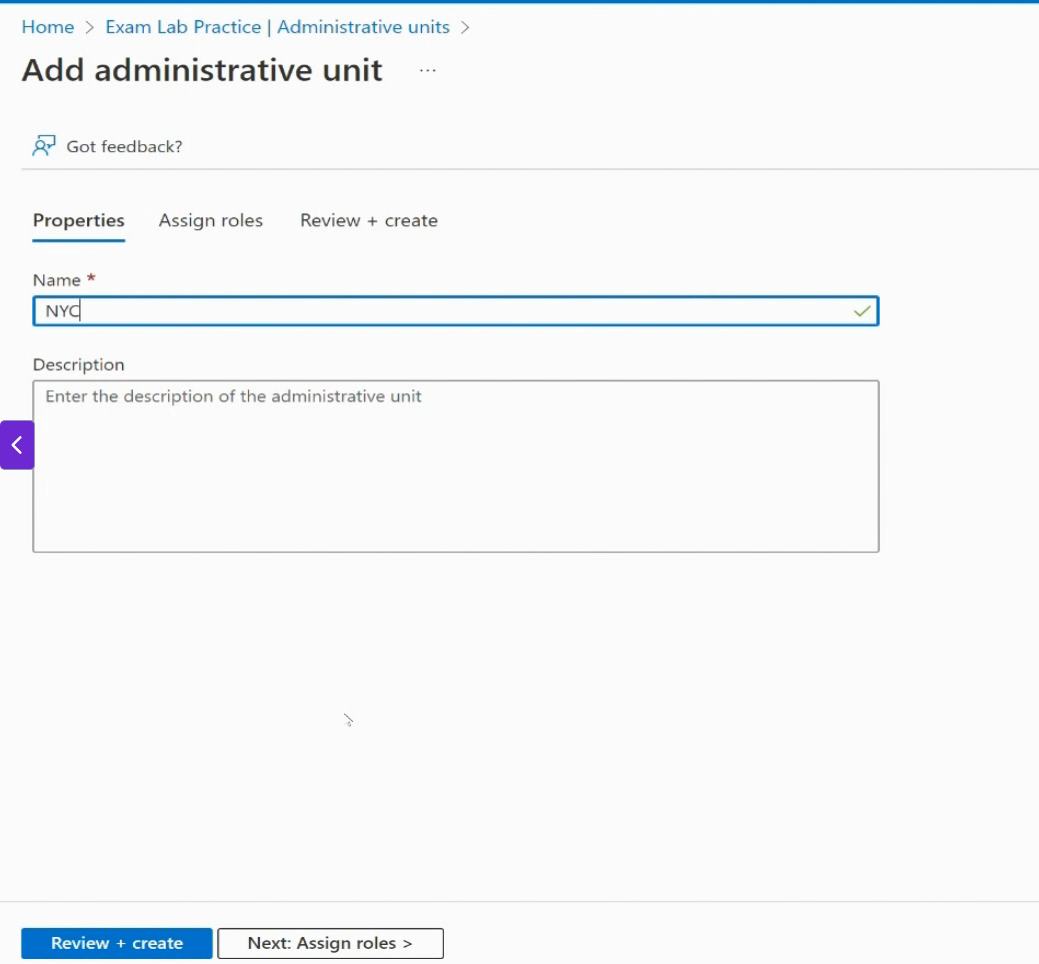 Home > Exam Lab Practice | Administrative units >
Add administrative unit ...
Got feedback?
Properties Assign roles Review + create
Name *
NYC
Description
Enter the description of the administrative unit
Review + create Next: Assign roles >